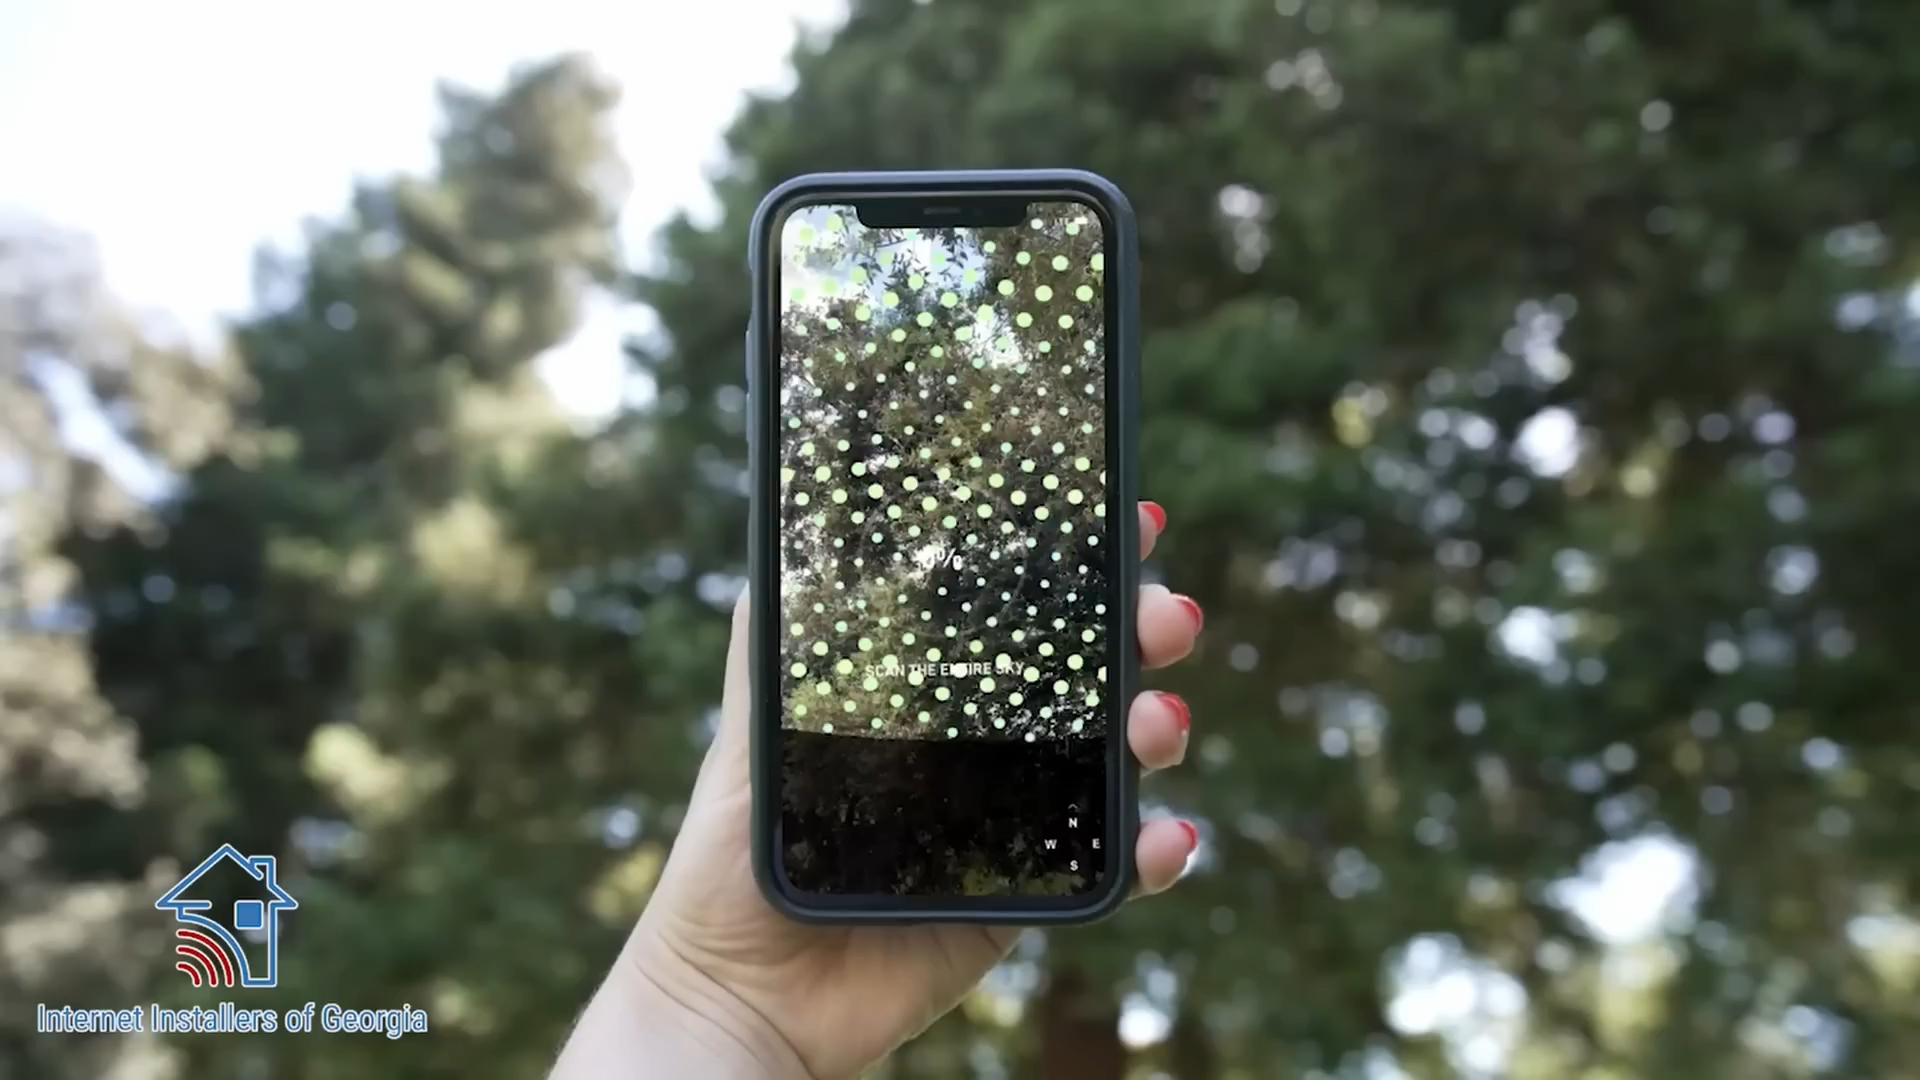 SCAN THE ENTIRE SKY
N
W E
S
Internet Installers of Georgia